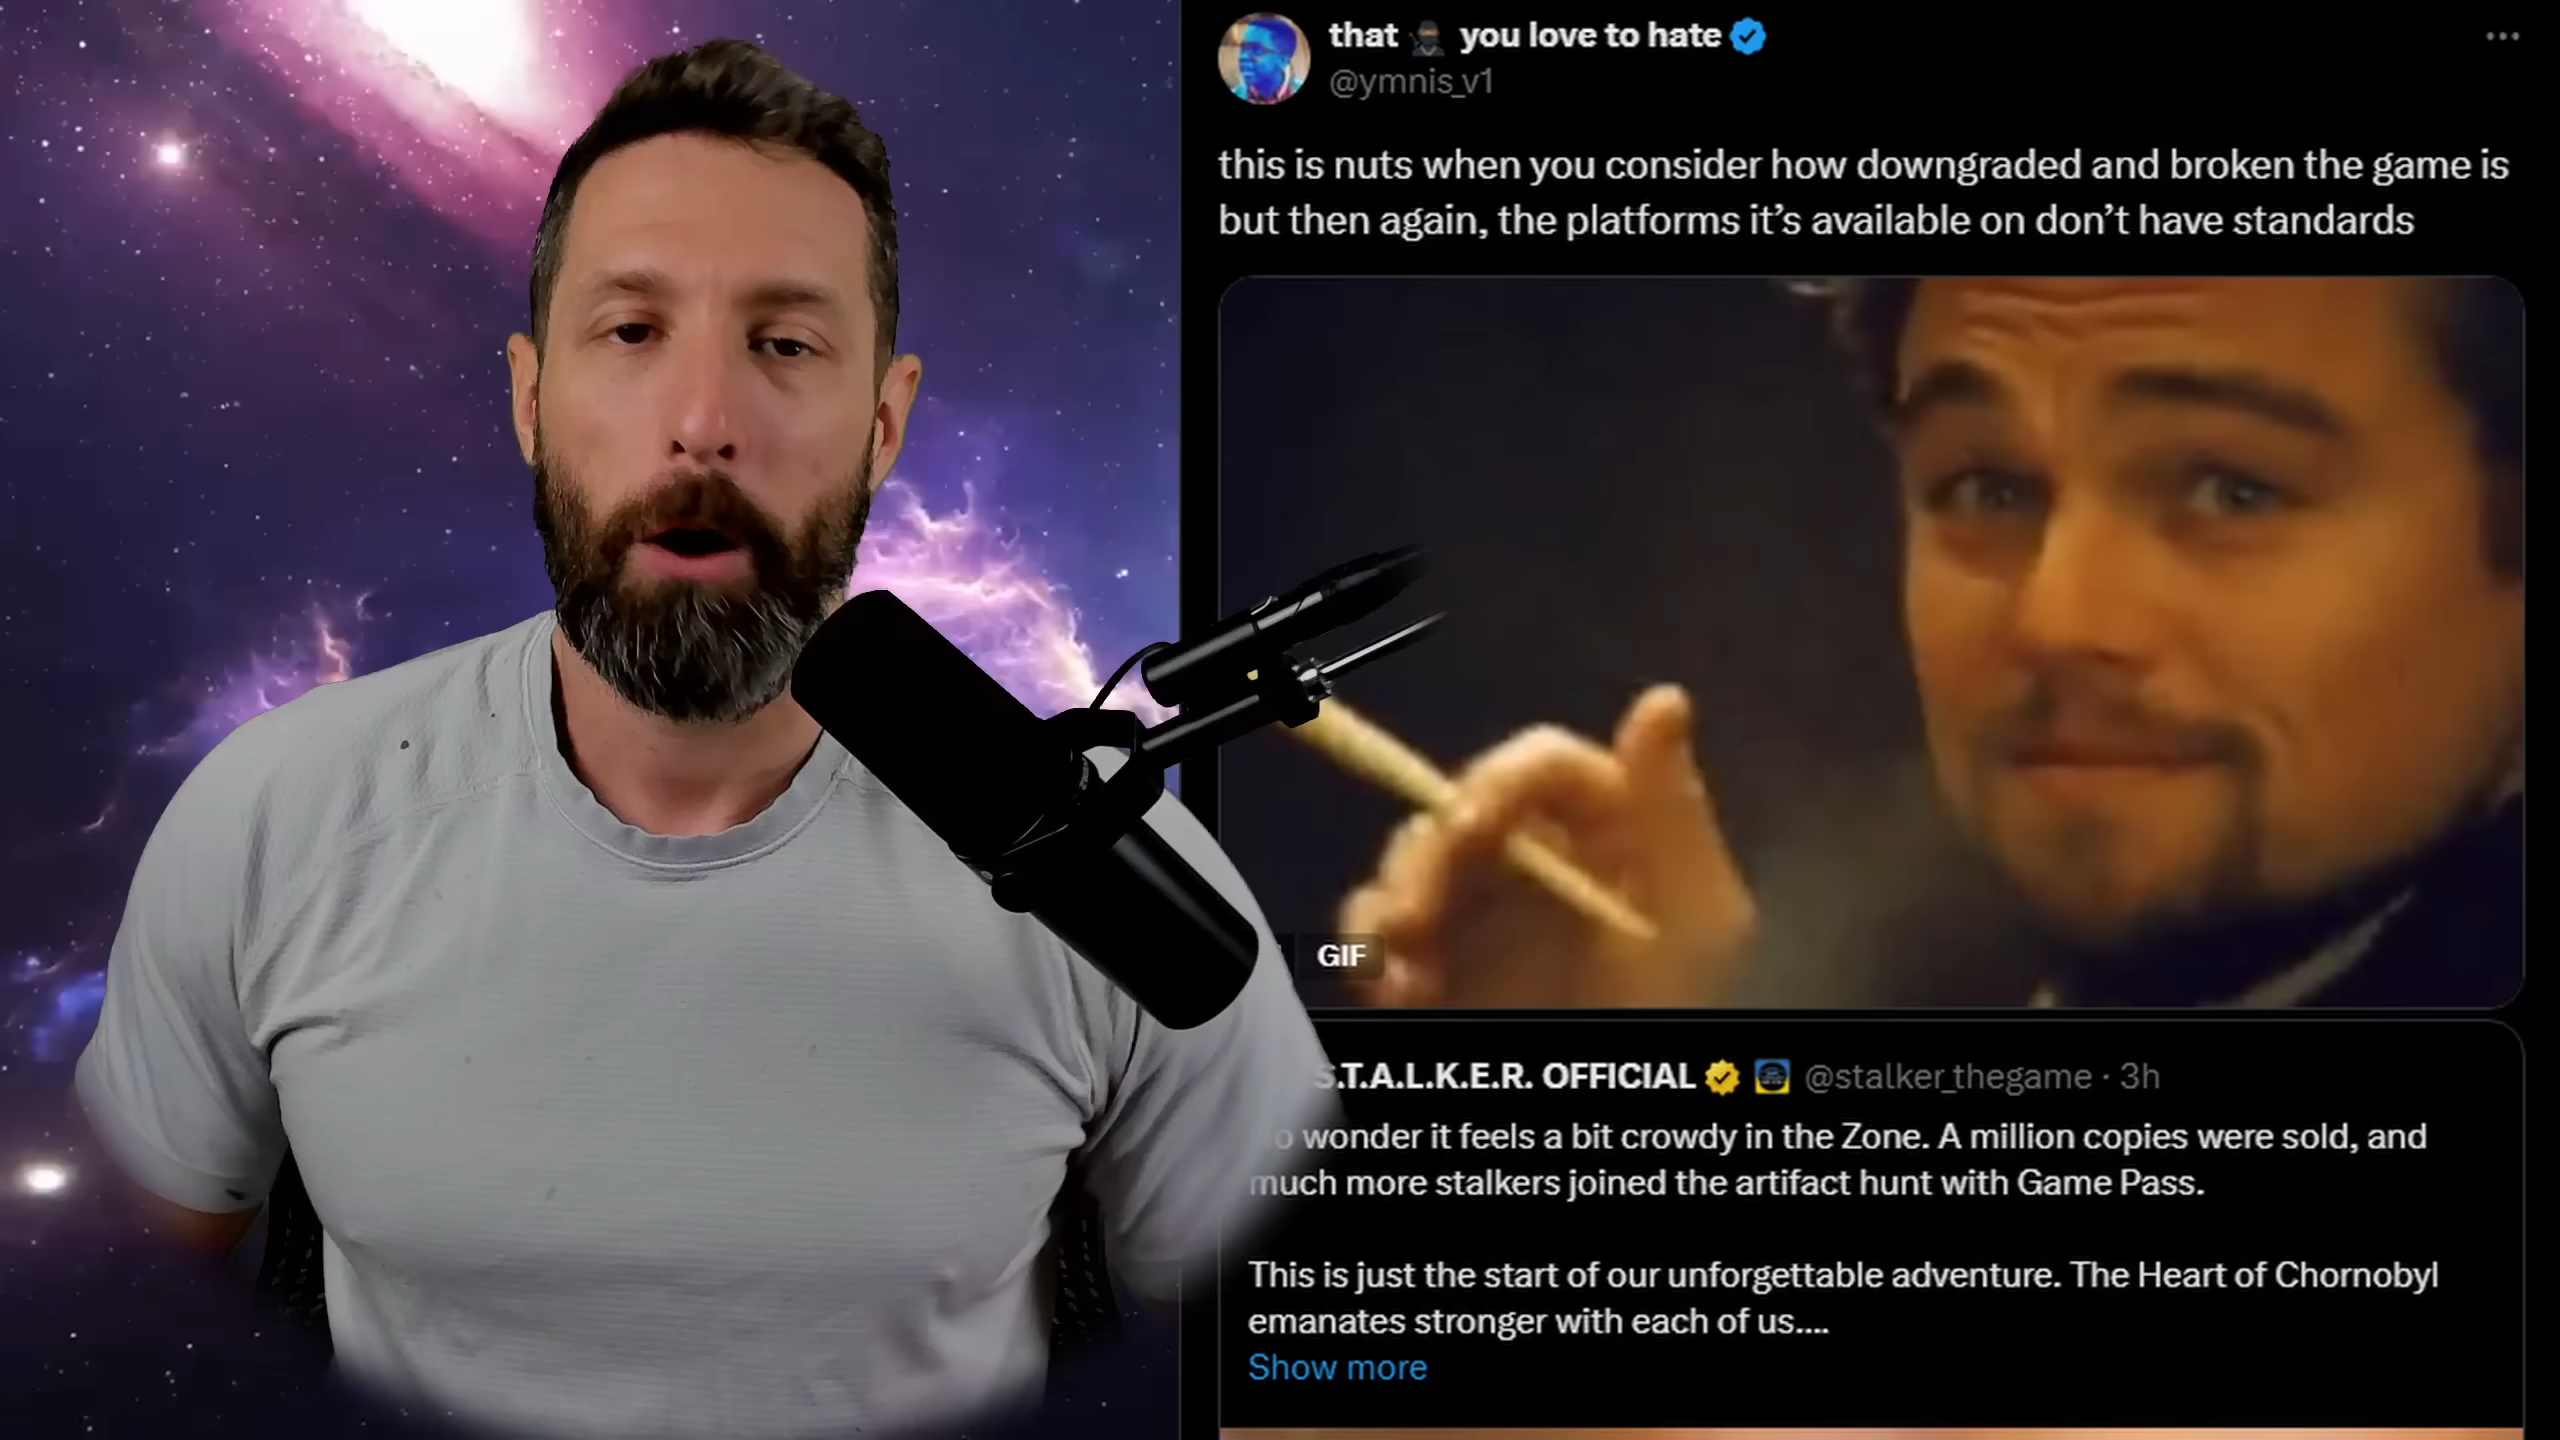 that 🥷🏿 you love to hate
@ymnis_v1
this is nuts when you consider how downgraded and broken the game is
but then again, the platforms it’s available on don’t have standards
GIF
S.T.A.L.K.E.R. OFFICIAL @stalker_thegame · 3h
wonder it feels a bit crowdy in the Zone. A million copies were sold, and
much more stalkers joined the artifact hunt with Game Pass.
This is just the start of our unforgettable adventure. The Heart of Chornobyl
emanates stronger with each of us....
Show more